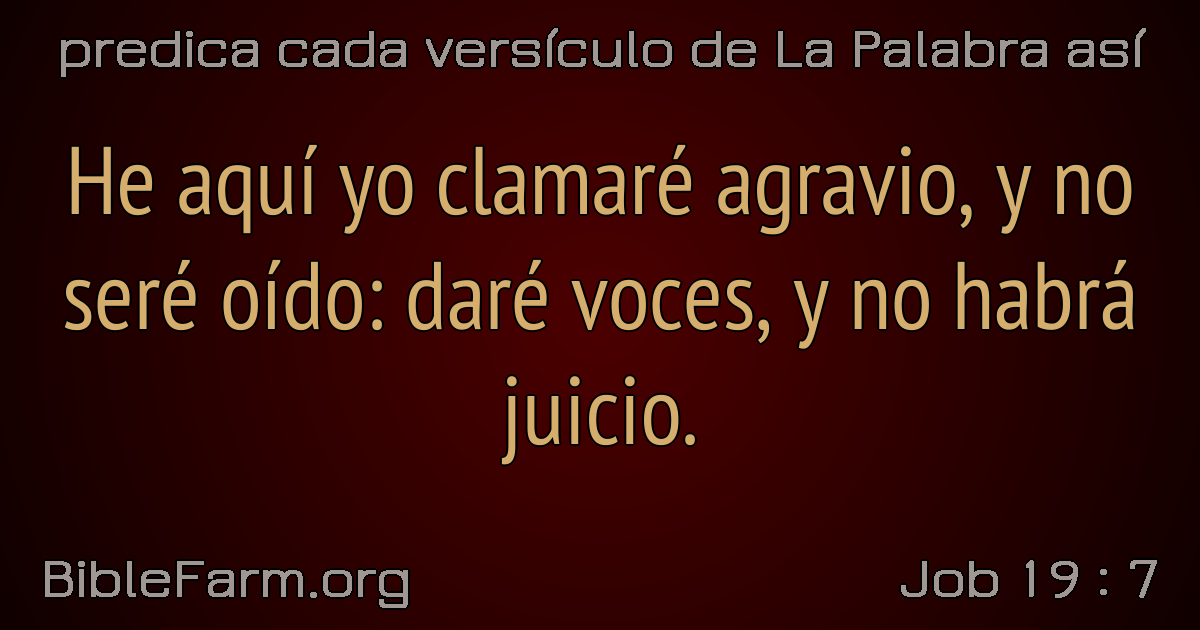 predica cada versículo de La Palabra así
He aquí yo clamaré agravio, y no
seré oído: daré voces, y no habrá
juicio.
BibleFarm.org
Job 19 : 7